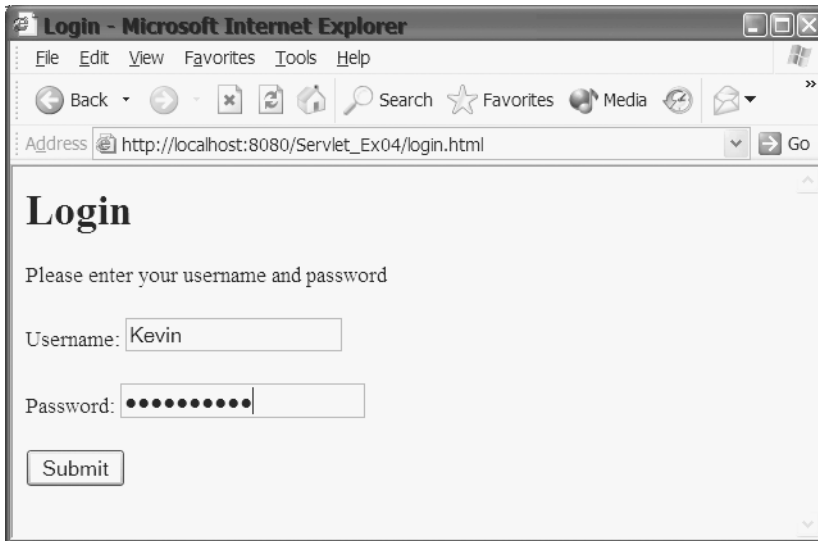 Login - Microsoft Internet Explorer
File Edit View Favorites Tools Help
Back Search Favorites Media »
Address http://localhost:8080/Servlet_Ex04/login.html Go
Login
Please enter your username and password
Username: Kevin
Password: ●●●●●●●●●●
Submit